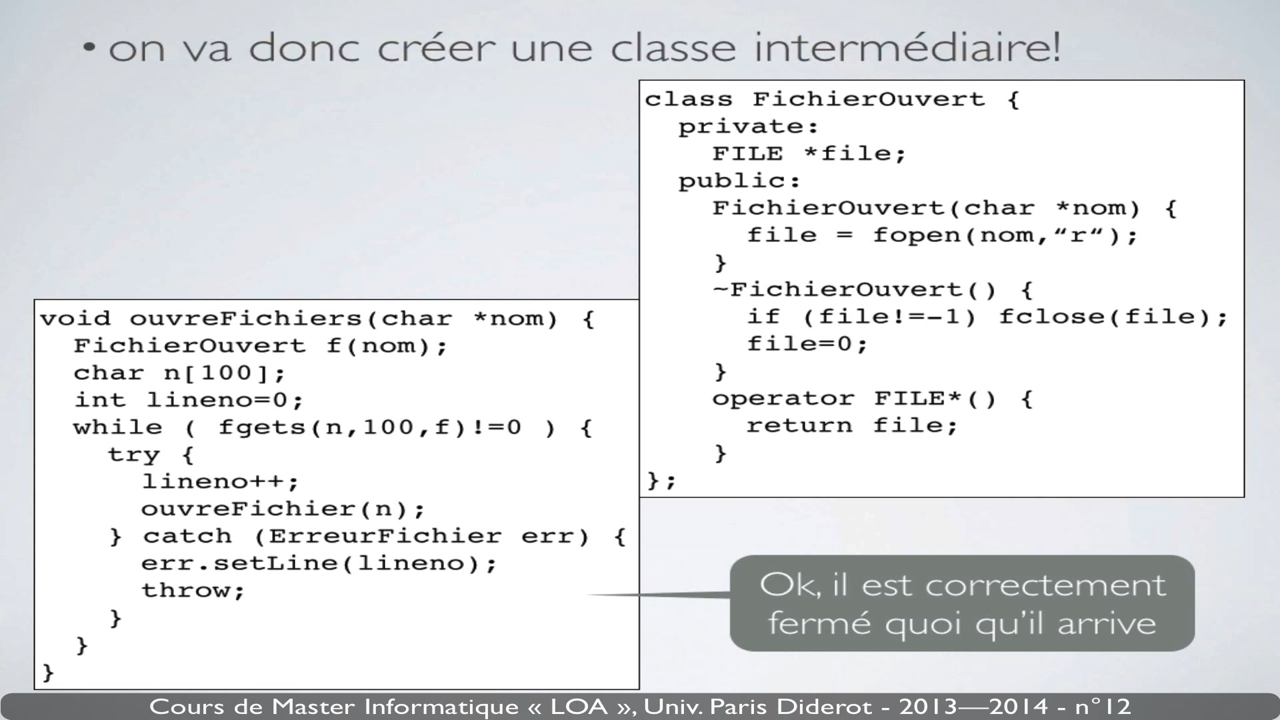 • on va donc créer une classe intermédiaire!
class FichierOuvert {
private:
FILE *file;
public:
FichierOuvert(char *nom) {
file = fopen(nom,“r“);
}
~FichierOuvert() {
if (file!=-1) fclose(file);
file=0;
}
operator FILE*() {
return file;
}
};
void ouvreFichiers(char *nom) {
FichierOuvert f(nom);
char n[100];
int lineno=0;
while ( fgets(n,100,f)!=0 ) {
try {
lineno++;
ouvreFichier(n);
} catch (ErreurFichier err) {
err.setLine(lineno);
throw;
}
}
}
Ok, il est correctement
fermé quoi qu’il arrive
Cours de Master Informatique « LOA », Univ. Paris Diderot - 2013—2014 - n°12